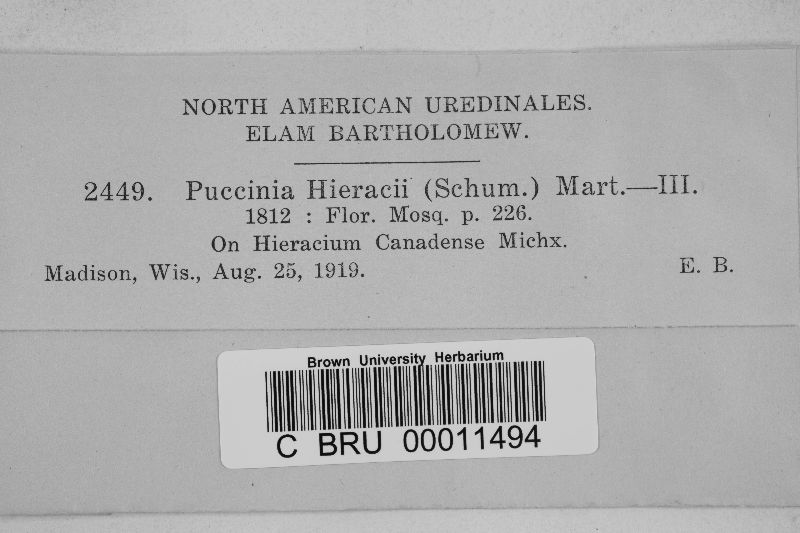 NORTH AMERICAN UREDINALES.
ELAM BARTHOLOMEW.
2449. Puccinia Hieracii (Schum.) Mart.—III.
1812 : Flor. Mosq. p. 226.
On Hieracium Canadense Michx.
Madison, Wis., Aug. 25, 1919. E. B.
Brown University Herbarium
C BRU 00011494